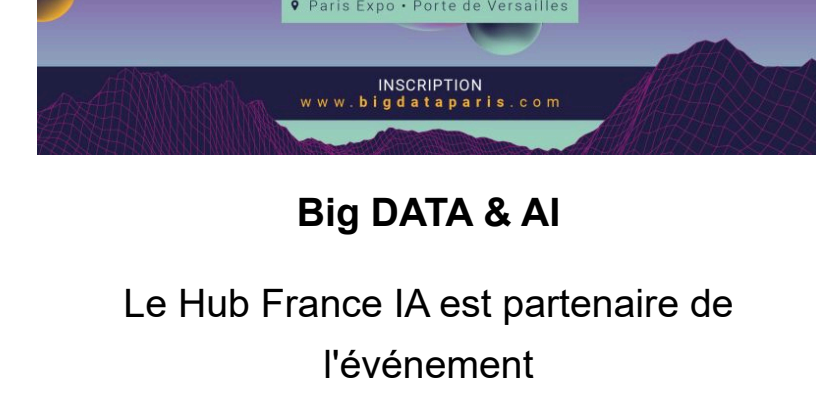 Paris Expo • Porte de Versailles
INSCRIPTION
www.bigdataparis.com
Big DATA & AI
Le Hub France IA est partenaire de
l'événement